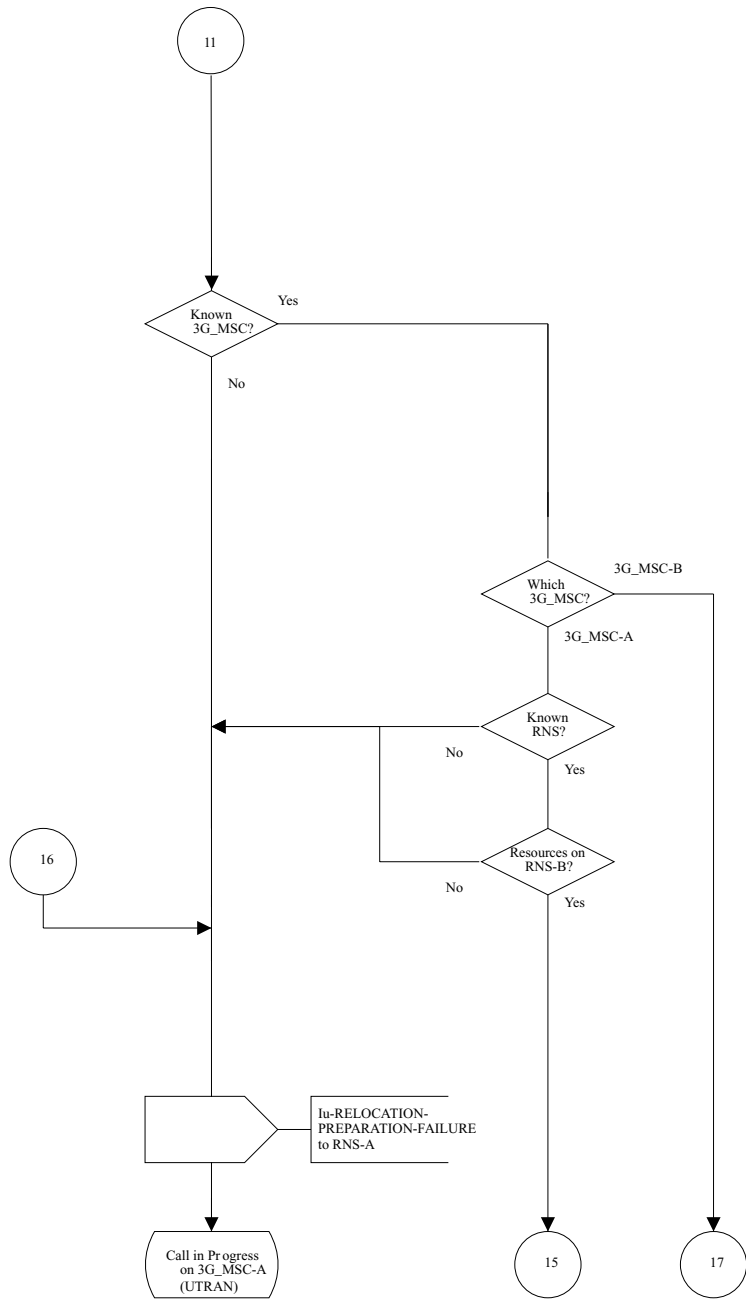 11
Known
3G_MSC?
Yes
No
Which
3G_MSC?
3G_MSC-B
3G_MSC-A
Known
RNS?
No
Yes
16
Resources on
RNS-B?
No
Yes
Iu-RELOCATION-
PREPARATION-FAILURE
to RNS-A
Call in Progress
on 3G_MSC-A
(UTRAN)
15
17